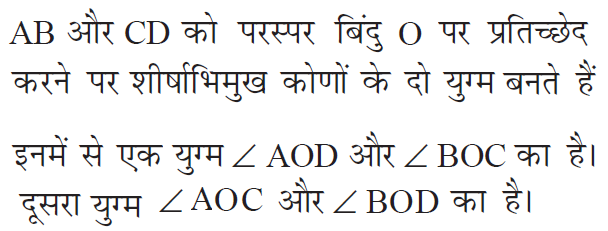 AB और CD को परस्पर बिंदु O पर प्रतिच्छेद
करने पर शीर्षाभिमुख कोणों के दो युग्म बनते हैं
इनमें से एक युग्म ∠ AOD और ∠ BOC का है।
दूसरा युग्म ∠ AOC और ∠ BOD का है।